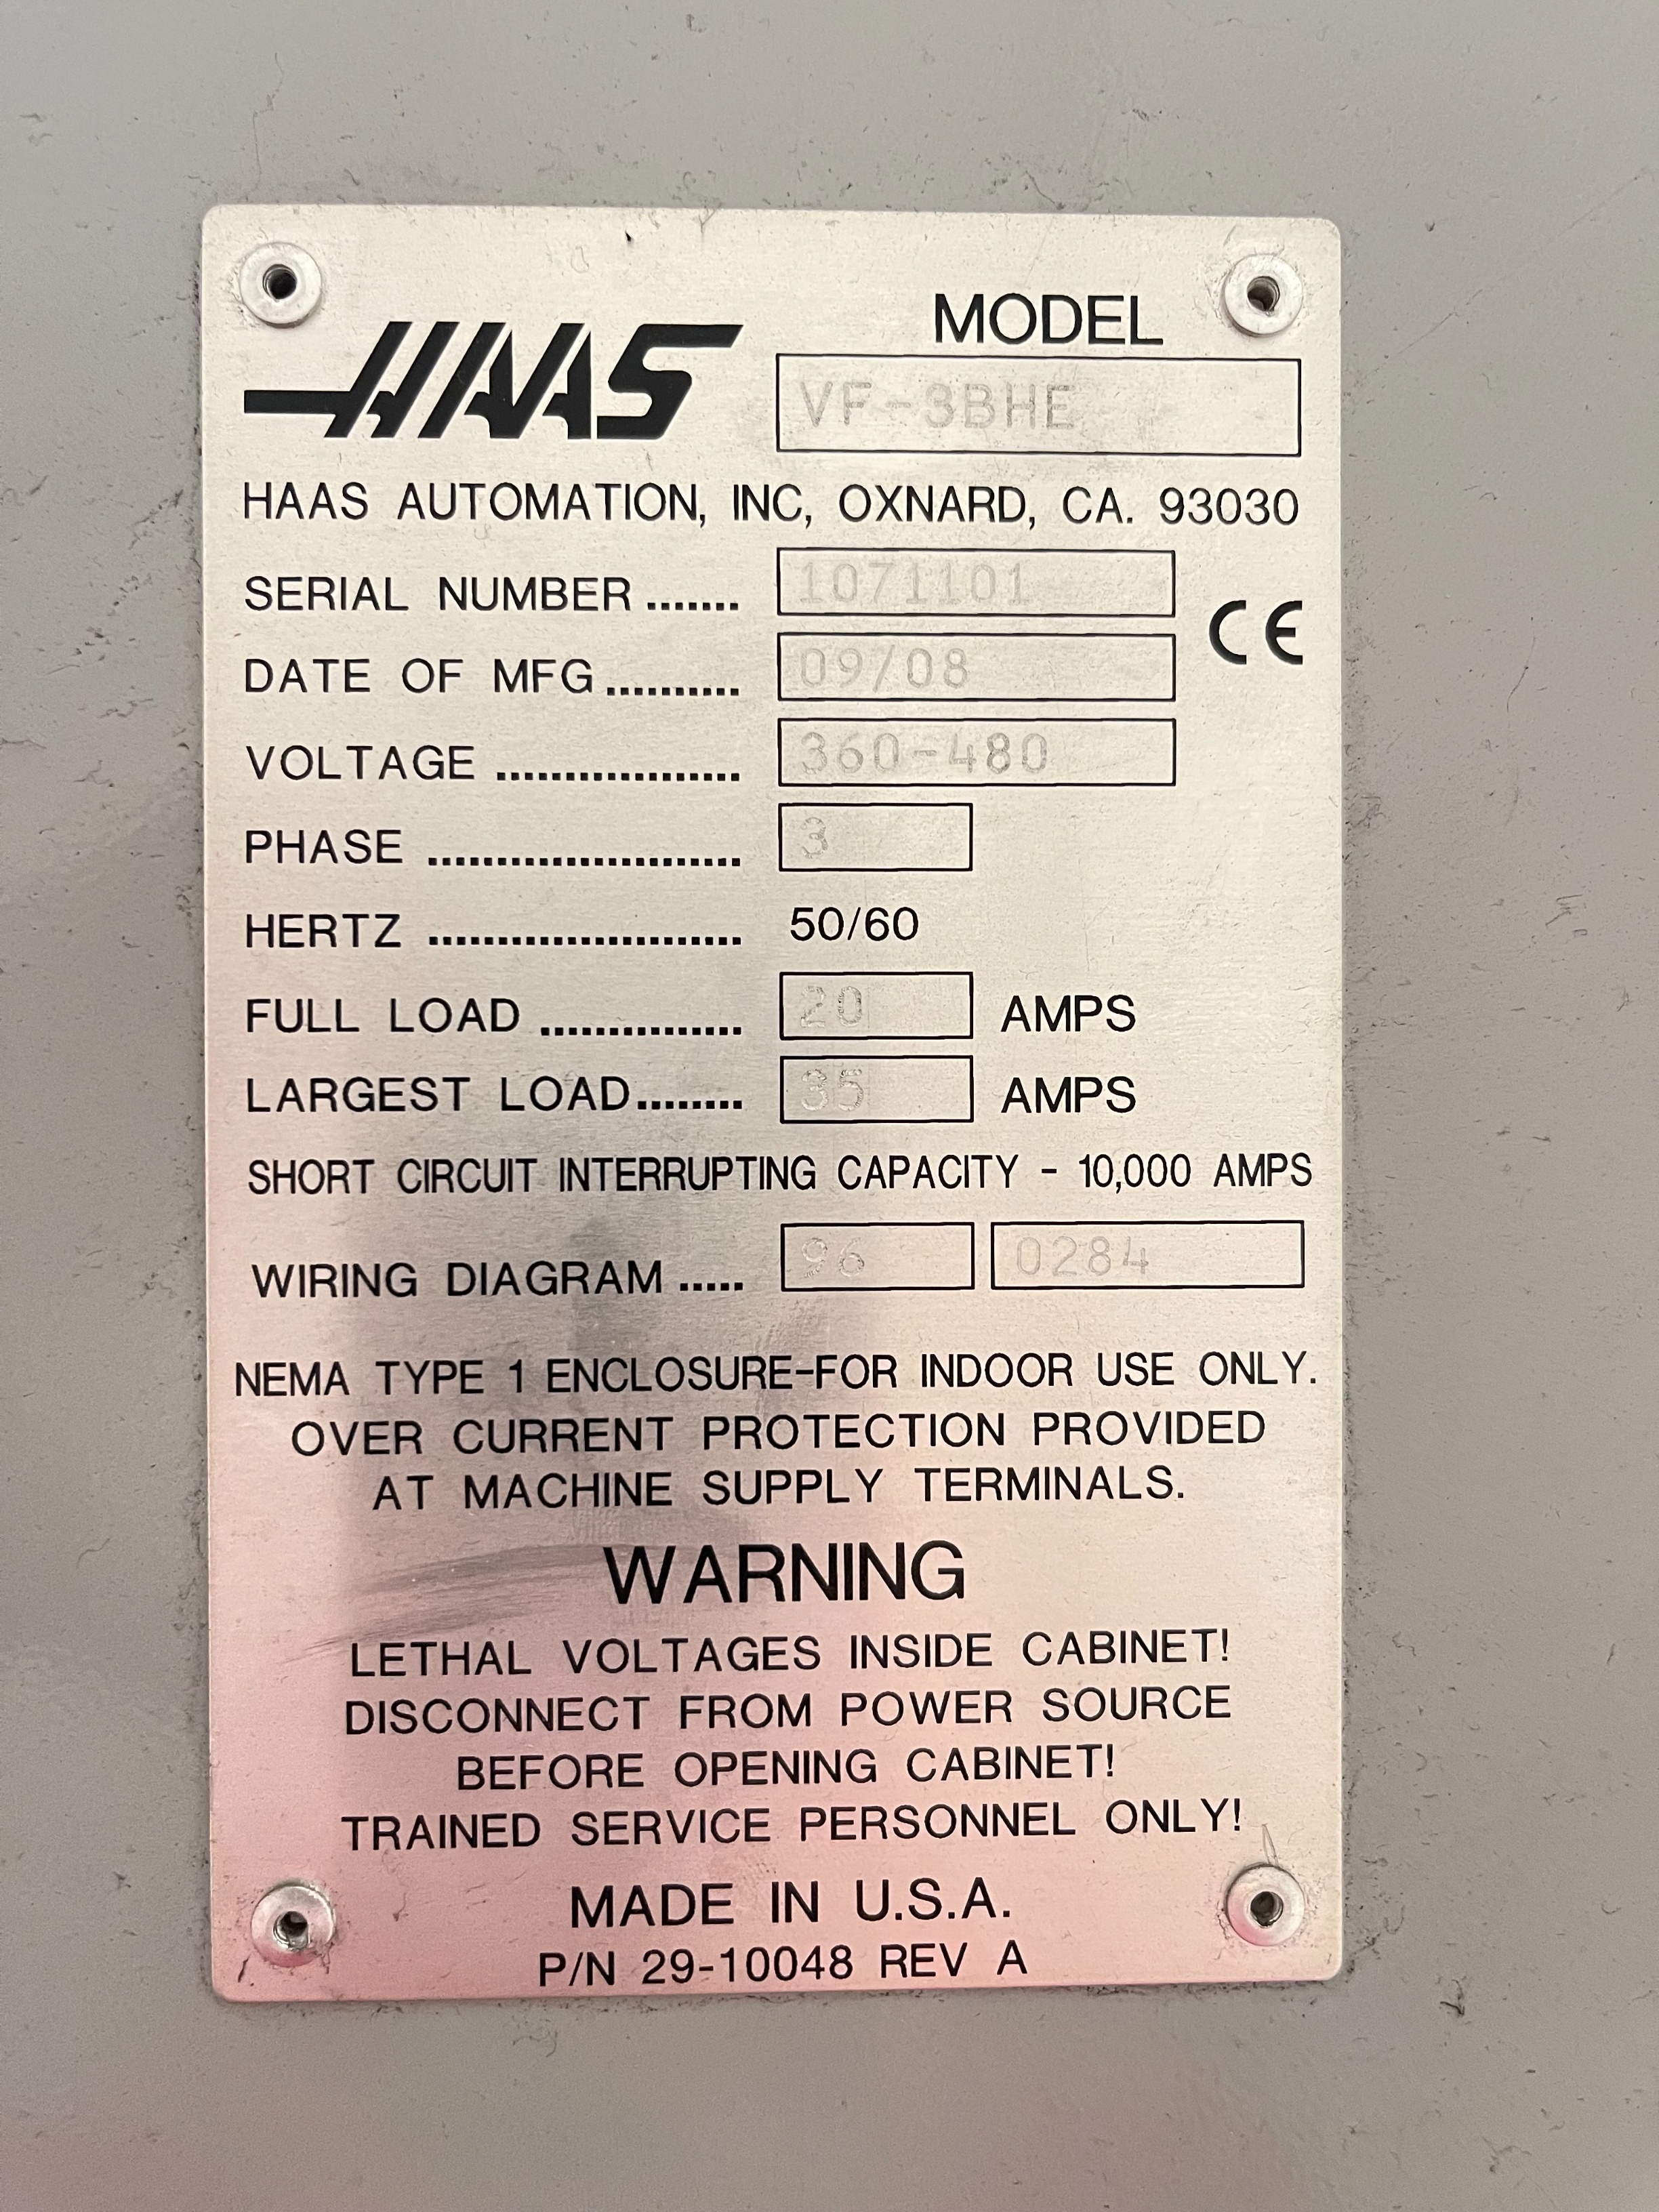 HAAS
MODEL
VF-3BHE
HAAS AUTOMATION, INC, OXNARD, CA. 93030
SERIAL NUMBER ....... 1071101
CE
DATE OF MFG .......... 09/08
VOLTAGE .................. 360-480
PHASE ....................... 3
HERTZ ....................... 50/60
FULL LOAD ............... 20 AMPS
LARGEST LOAD ........ 35 AMPS
SHORT CIRCUIT INTERRUPTING CAPACITY - 10,000 AMPS
WIRING DIAGRAM ..... 96 0284
NEMA TYPE 1 ENCLOSURE-FOR INDOOR USE ONLY.
OVER CURRENT PROTECTION PROVIDED
AT MACHINE SUPPLY TERMINALS.
WARNING
LETHAL VOLTAGES INSIDE CABINET!
DISCONNECT FROM POWER SOURCE
BEFORE OPENING CABINET!
TRAINED SERVICE PERSONNEL ONLY!
MADE IN U.S.A.
P/N 29-10048 REV A